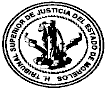 H. TRIBUNAL SUPERIOR DE JUSTICIA DEL ESTADO DE MORELOS